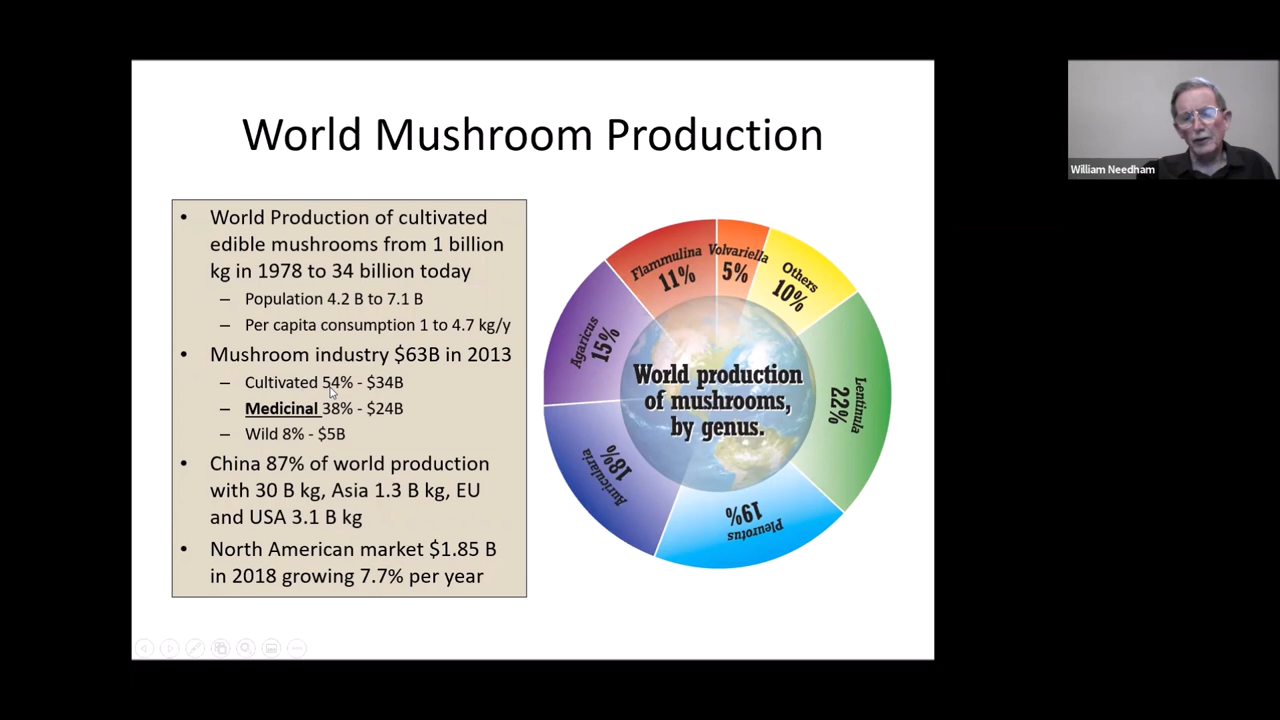 World Mushroom Production
• World Production of cultivated
edible mushrooms from 1 billion
kg in 1978 to 34 billion today
– Population 4.2 B to 7.1 B
– Per capita consumption 1 to 4.7 kg/y
• Mushroom industry $63B in 2013
– Cultivated 54% - $34B
– Medicinal 38% - $24B
– Wild 8% - $5B
• China 87% of world production
with 30 B kg, Asia 1.3 B kg, EU
and USA 3.1 B kg
• North American market $1.85 B
in 2018 growing 7.7% per year
Flammulina
11%
Volvariella
5%
Others
10%
Lentinula
22%
Pleurotus
19%
Auricularia
18%
Agaricus
15%
World production
of mushrooms,
by genus.
William Needham